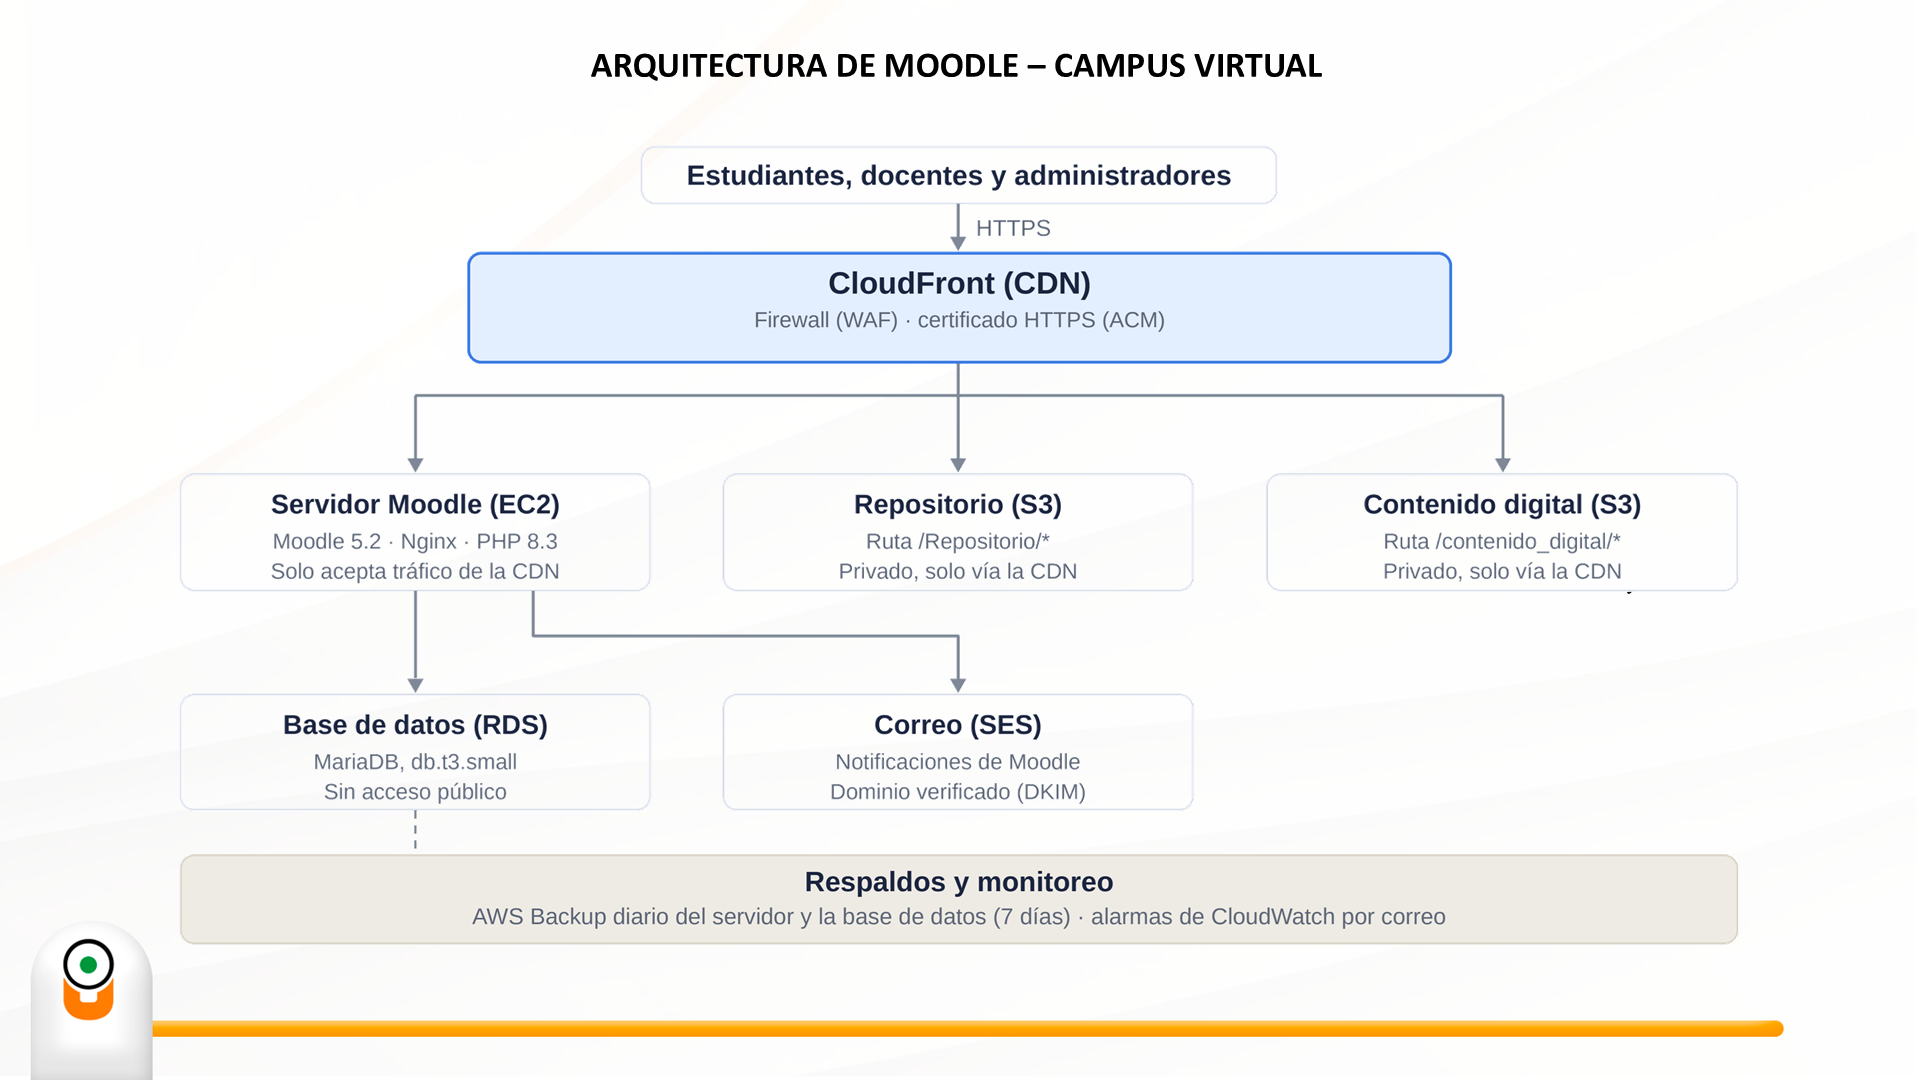 ARQUITECTURA DE MOODLE – CAMPUS VIRTUAL
Estudiantes, docentes y administradores
HTTPS
CloudFront (CDN)
Firewall (WAF) · certificado HTTPS (ACM)
Servidor Moodle (EC2)
Moodle 5.2 · Nginx · PHP 8.3
Solo acepta tráfico de la CDN
Repositorio (S3)
Ruta /Repositorio/*
Privado, solo vía la CDN
Contenido digital (S3)
Ruta /contenido_digital/*
Privado, solo vía la CDN
Base de datos (RDS)
MariaDB, db.t3.small
Sin acceso público
Correo (SES)
Notificaciones de Moodle
Dominio verificado (DKIM)
Respaldos y monitoreo
AWS Backup diario del servidor y la base de datos (7 días) · alarmas de CloudWatch por correo